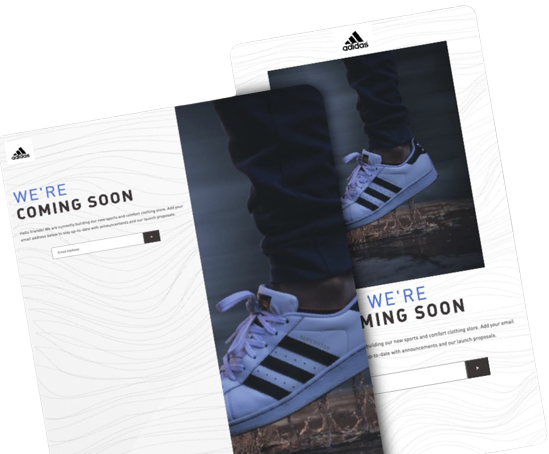 adidas
WE'RE
COMING SOON
Hello friends! We are currently building our new sports and comfort clothing store. Add your
email address below to stay up-to-date with announcements and our launch proposals.
Email Address
>
adidas
WE'RE
MING SOON
building our new sports and comfort clothing store. Add your email
up-to-date with announcements and our launch proposals.
>